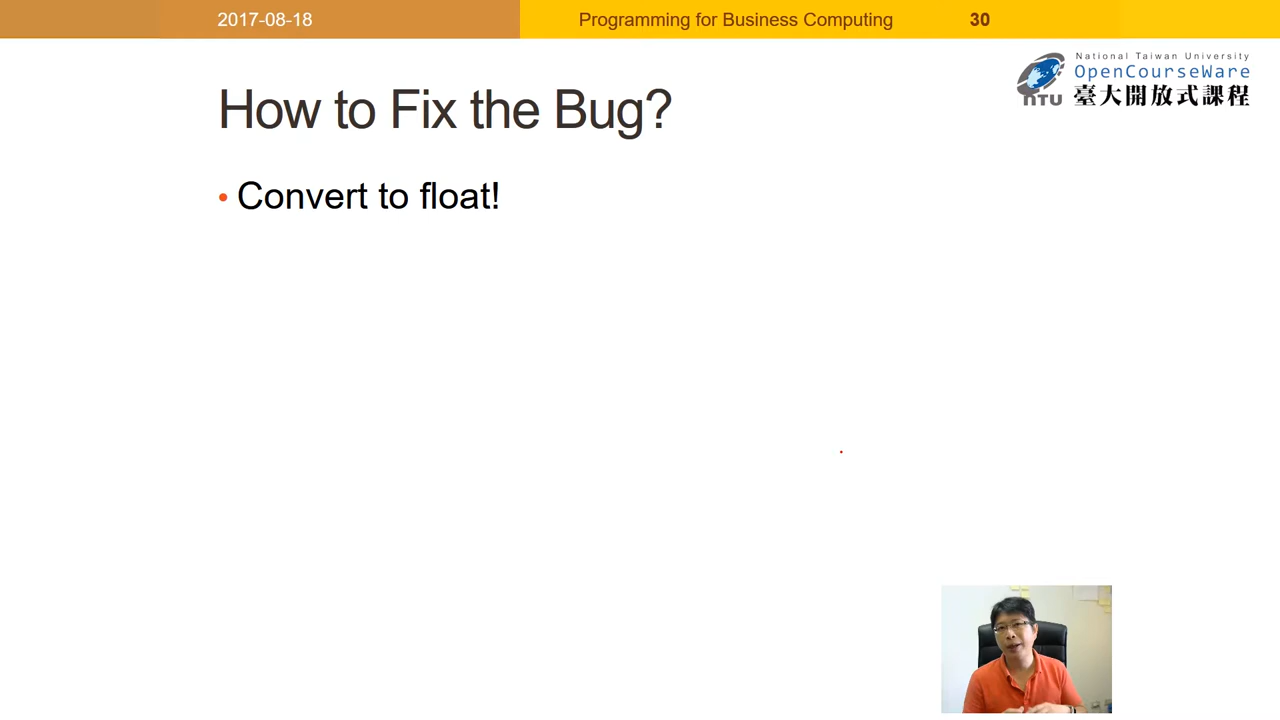 2017-08-18
Programming for Business Computing
30
National Taiwan University
OpenCourseWare
NTU 臺大開放式課程
How to Fix the Bug?
• Convert to float!